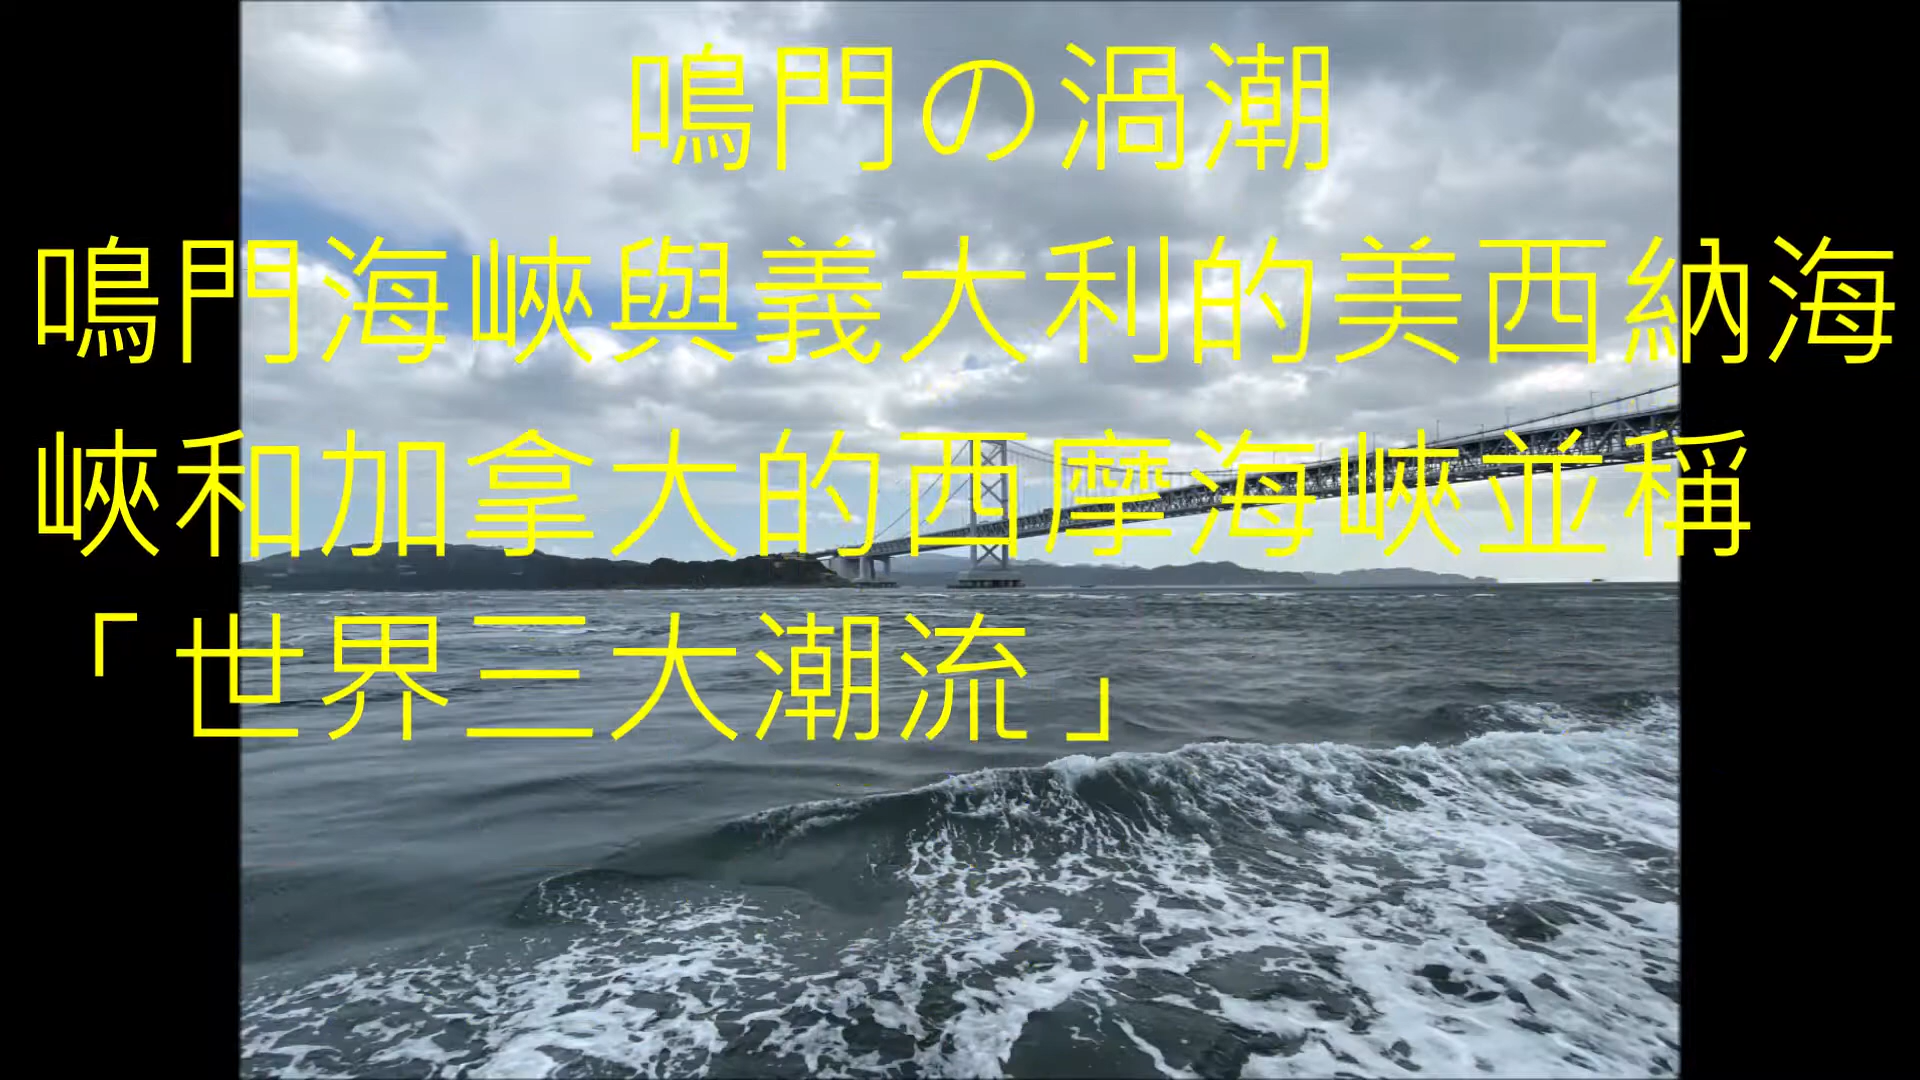 鳴門の渦潮
鳴門海峽與義大利的美西納海
峽和加拿大的西摩海峽並稱
「世界三大潮流」